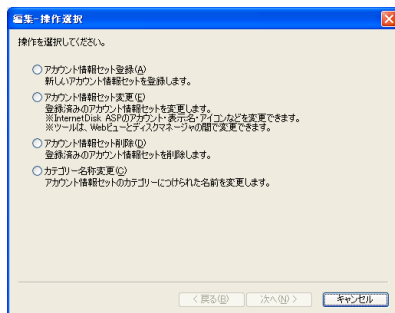 編集-操作選択
操作を選択してください。
アカウント情報セット登録(A)
新しいアカウント情報セットを登録します。
アカウント情報セット変更(E)
登録済みのアカウント情報セットを変更します。
※InternetDisk ASPのアカウント・表示名・アイコンなどを変更できます。
※ツールは、Webビューとディスクマネージャの間で変更できます。
アカウント情報セット削除(D)
登録済みのアカウント情報セットを削除します。
カテゴリー名称変更(C)
アカウント情報セットのカテゴリーにつけられた名前を変更します。
< 戻る(B) 次へ(N) > キャンセル